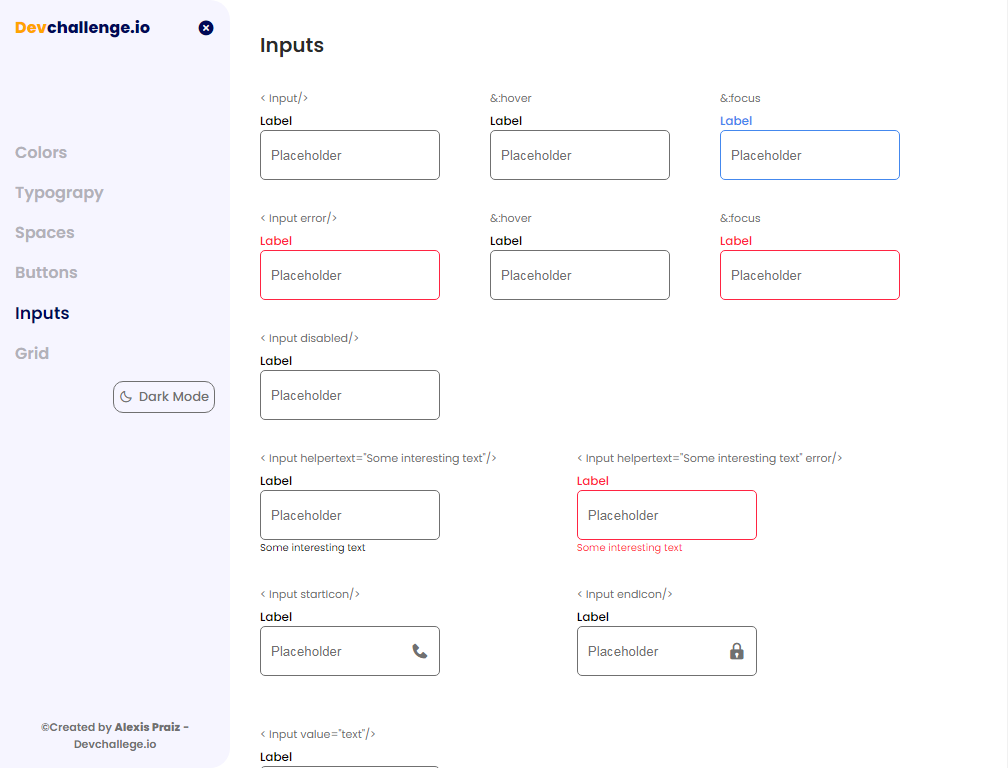 Devchallenge.io
Colors
Typograpy
Spaces
Buttons
Inputs
Grid
Dark Mode
©Created by Alexis Praiz -
Devchallege.io
Inputs
< Input/> &:hover &:focus
Label Label Label
Placeholder Placeholder Placeholder
< Input error/> &:hover &:focus
Label Label Label
Placeholder Placeholder Placeholder
< Input disabled/>
Label
Placeholder
< Input helpertext="Some interesting text"/> < Input helpertext="Some interesting text" error/>
Label Label
Placeholder Placeholder
Some interesting text Some interesting text
< Input startIcon/> < Input endIcon/>
Label Label
Placeholder Placeholder
< Input value="text"/>
Label